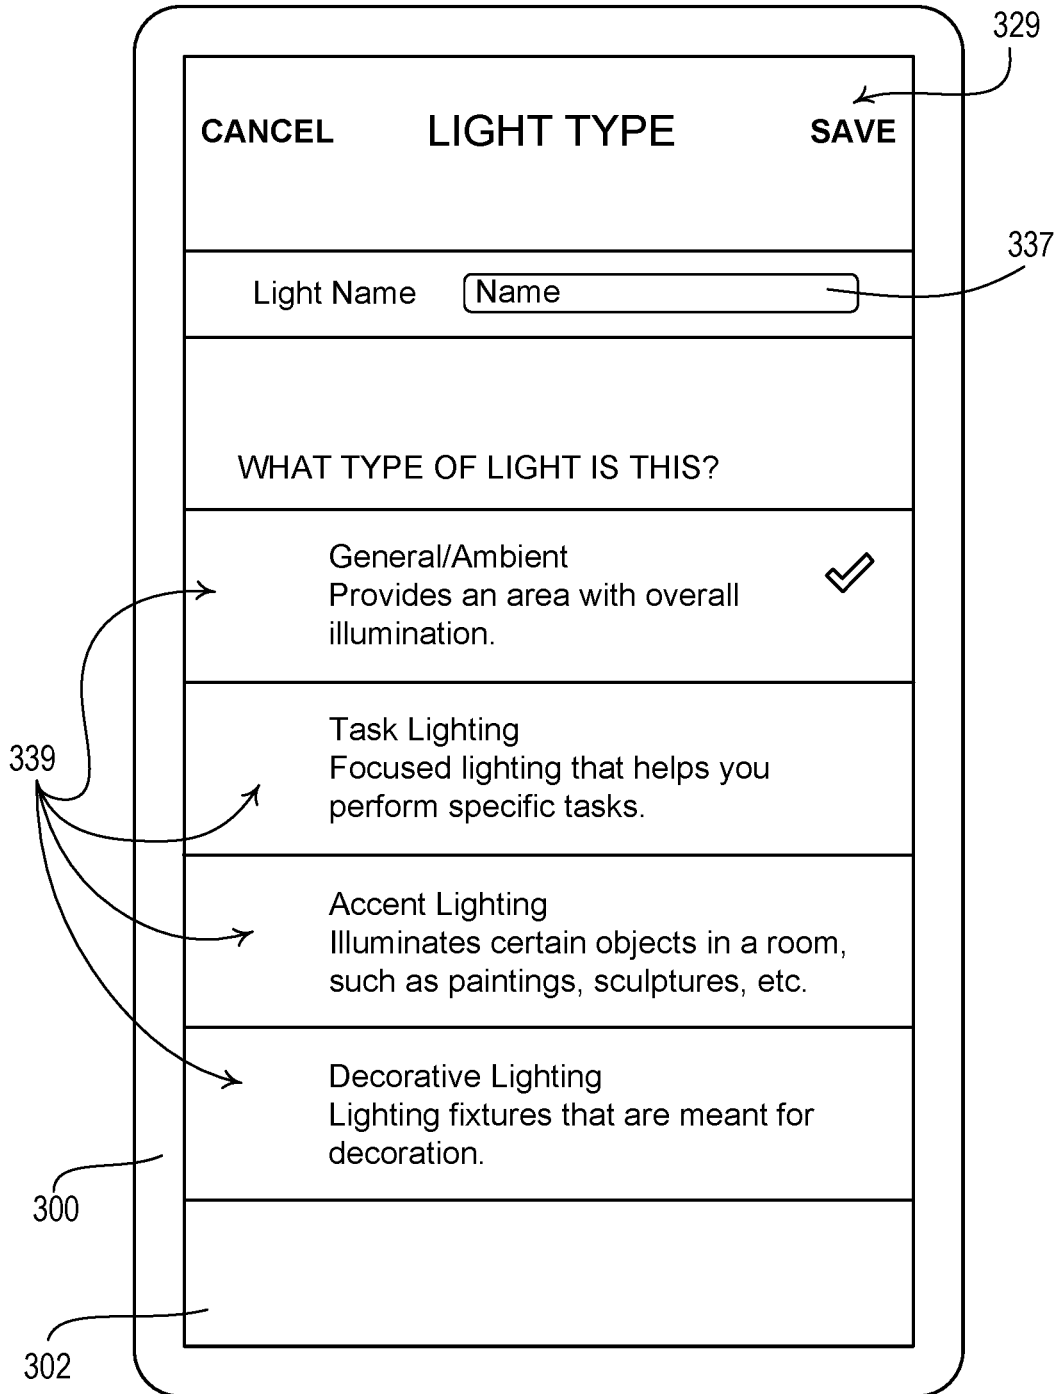 329
CANCEL LIGHT TYPE SAVE
337
Light Name Name
WHAT TYPE OF LIGHT IS THIS?
General/Ambient
Provides an area with overall
illumination.
339
Task Lighting
Focused lighting that helps you
perform specific tasks.
Accent Lighting
Illuminates certain objects in a room,
such as paintings, sculptures, etc.
Decorative Lighting
Lighting fixtures that are meant for
decoration.
300
302